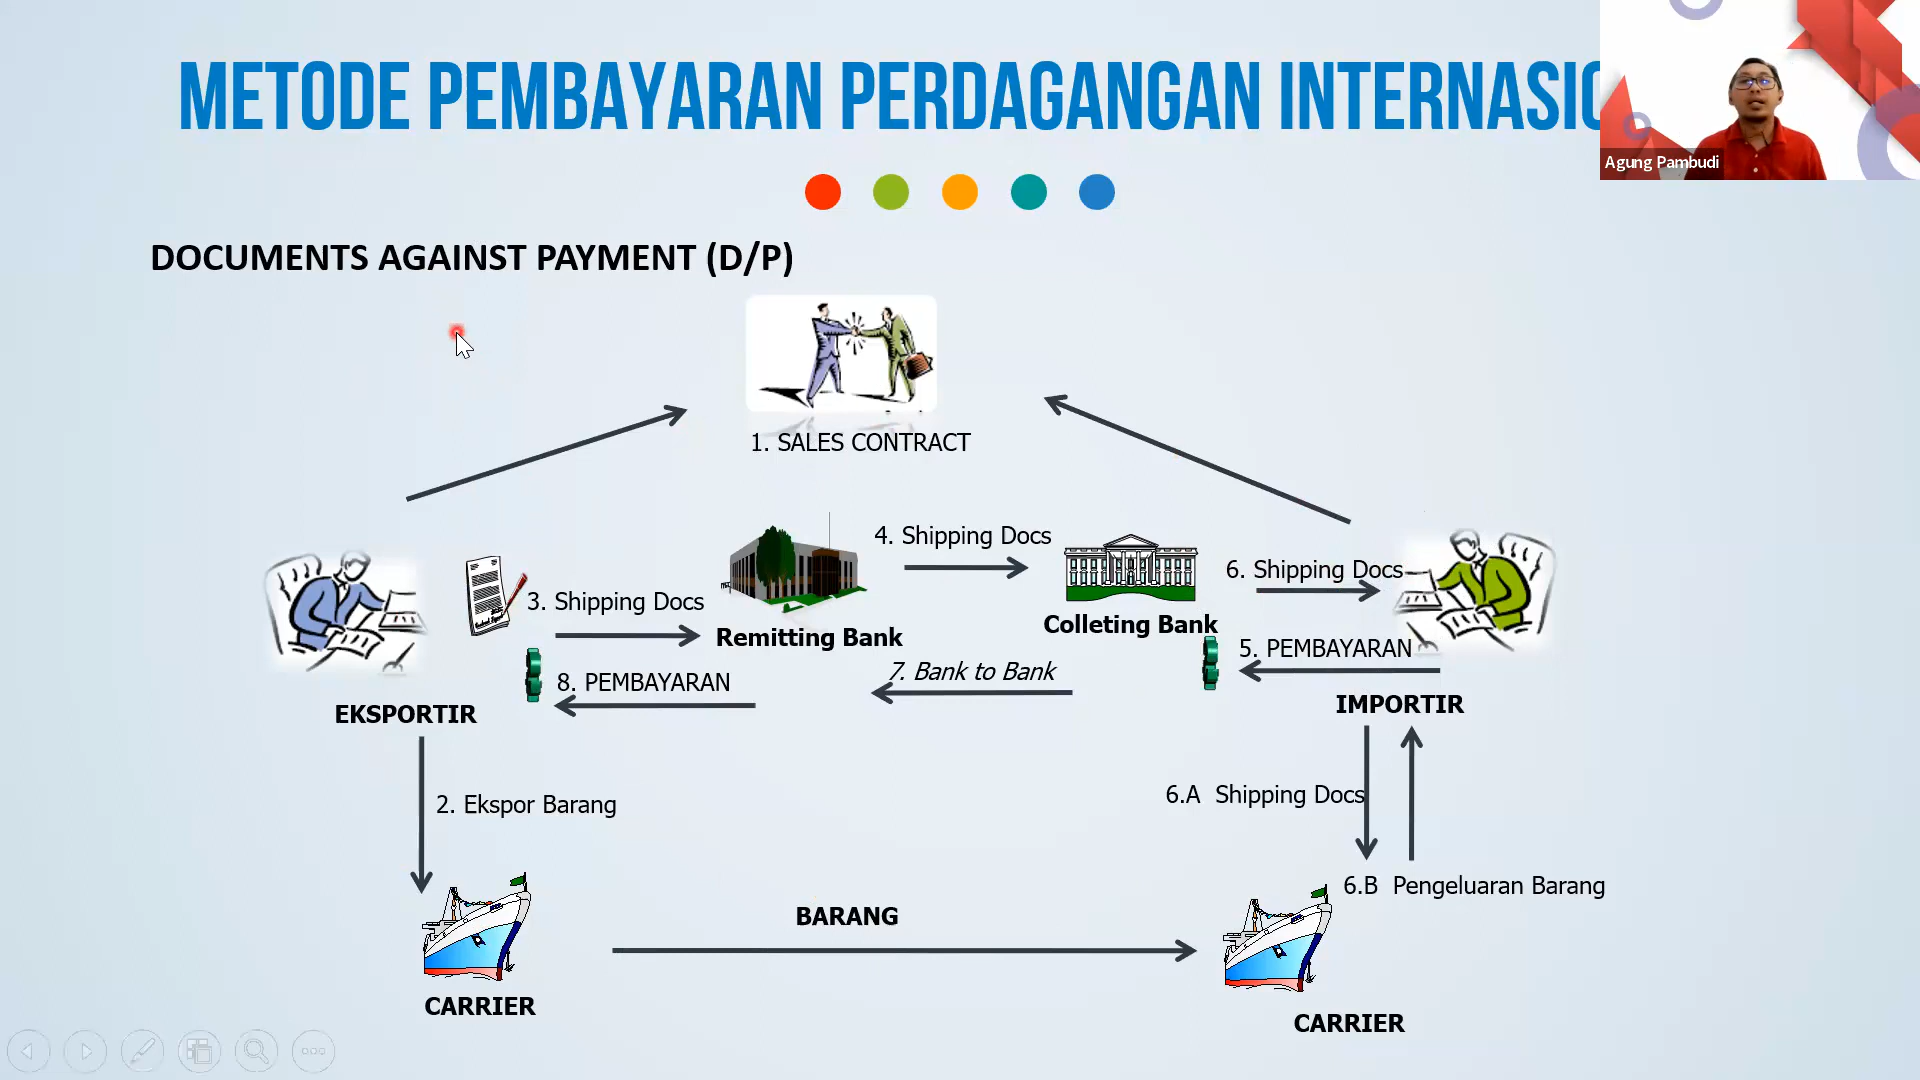 METODE PEMBAYARAN PERDAGANGAN INTERNASIO
Agung Pambudi
DOCUMENTS AGAINST PAYMENT (D/P)
1. SALES CONTRACT
4. Shipping Docs
6. Shipping Docs
3. Shipping Docs
Remitting Bank
Colleting Bank
5. PEMBAYARAN
7. Bank to Bank
8. PEMBAYARAN
EKSPORTIR
IMPORTIR
2. Ekspor Barang
6.A Shipping Docs
6.B Pengeluaran Barang
BARANG
CARRIER
CARRIER